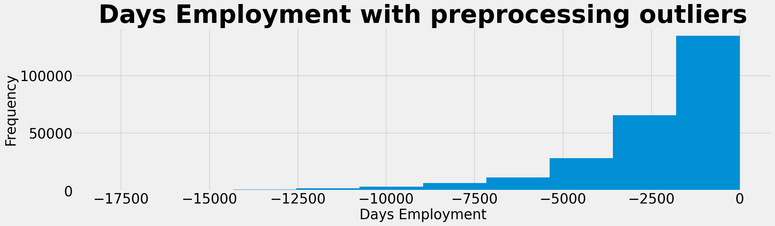 Days Employment with preprocessing outliers
Frequency
100000
50000
0
−17500 −15000 −12500 −10000 −7500 −5000 −2500 0
Days Employment